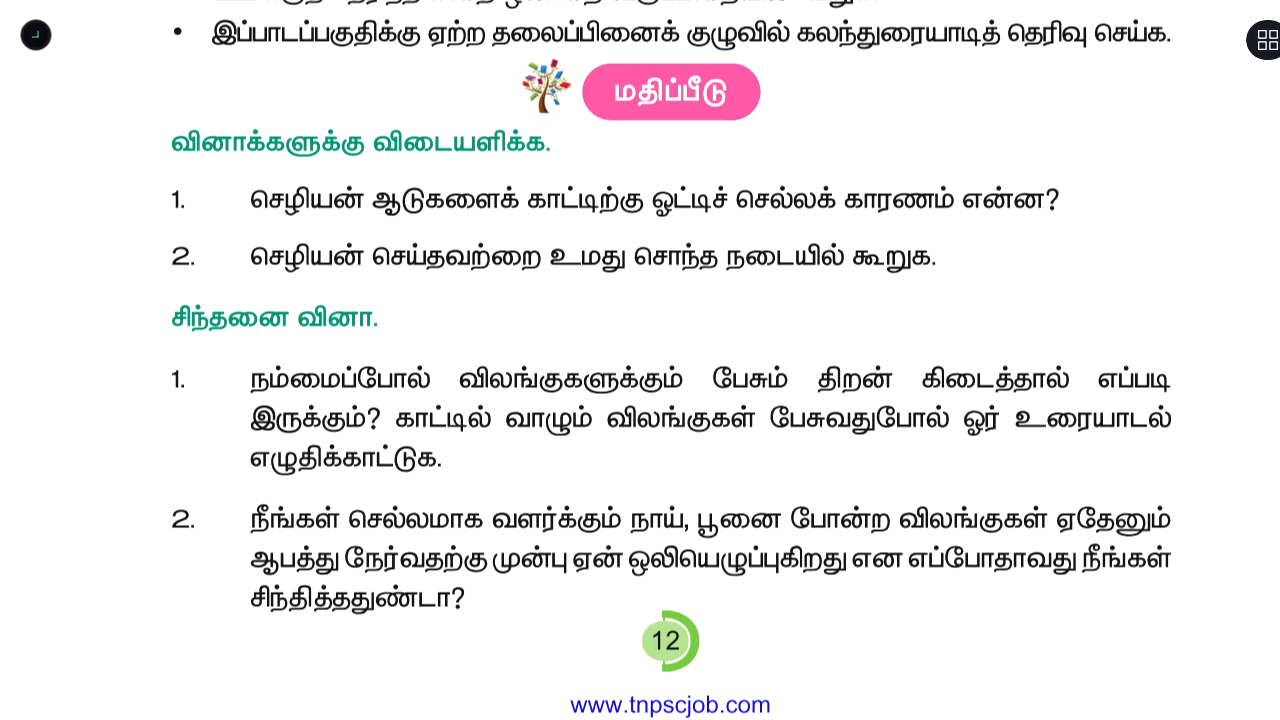 • இப்பாடப்பகுதிக்கு ஏற்ற தலைப்பினைக் குழுவில் கலந்துரையாடித் தெரிவு செய்க.
மதிப்பீடு
வினாக்களுக்கு விடையளிக்க.
1. செழியன் ஆடுகளைக் காட்டிற்கு ஓட்டிச் செல்லக் காரணம் என்ன?
2. செழியன் செய்தவற்றை உமது சொந்த நடையில் கூறுக.
சிந்தனை வினா.
1. நம்மைப்போல் விலங்குகளுக்கும் பேசும் திறன் கிடைத்தால் எப்படி
இருக்கும்? காட்டில் வாழும் விலங்குகள் பேசுவதுபோல் ஓர் உரையாடல்
எழுதிக்காட்டுக.
2. நீங்கள் செல்லமாக வளர்க்கும் நாய், பூனை போன்ற விலங்குகள் ஏதேனும்
ஆபத்து நேர்வதற்கு முன்பு ஏன் ஒலியெழுப்புகிறது என எப்போதாவது நீங்கள்
சிந்தித்ததுண்டா?
12
www.tnpscjob.com